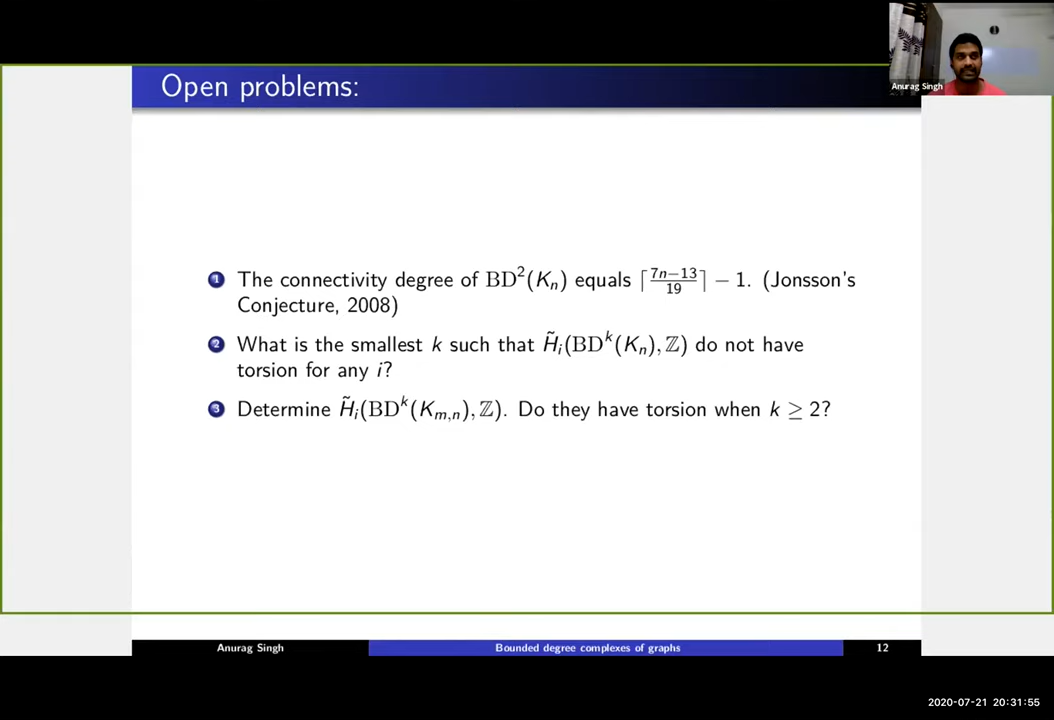 Open problems:
Anurag Singh
1 The connectivity degree of BD²(Kₙ) equals ⌈(7n−13)/19⌉ − 1. (Jonsson's
Conjecture, 2008)
2 What is the smallest k such that H̃ᵢ(BDᵏ(Kₙ), ℤ) do not have
torsion for any i?
3 Determine H̃ᵢ(BDᵏ(Kₘ,ₙ), ℤ). Do they have torsion when k ≥ 2?
Anurag Singh Bounded degree complexes of graphs 12
2020-07-21 20:31:55